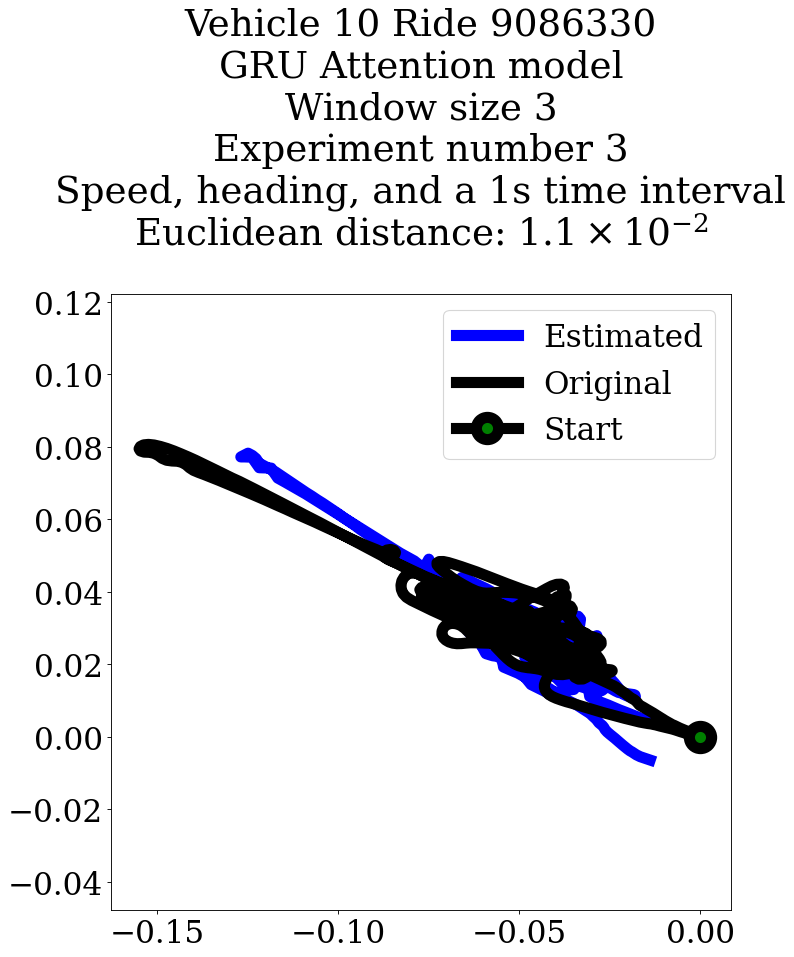 Vehicle 10 Ride 9086330
GRU Attention model
Window size 3
Experiment number 3
Speed, heading, and a 1s time interval
Euclidean distance: 1.1 × 10⁻²
Estimated
Original
Start
0.12
0.10
0.08
0.06
0.04
0.02
0.00
−0.02
−0.04
−0.15 −0.10 −0.05 0.00